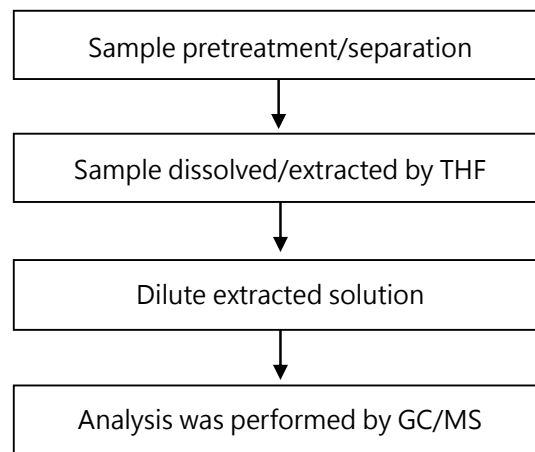 Sample pretreatment/separation
Sample dissolved/extracted by THF
Dilute extracted solution
Analysis was performed by GC/MS